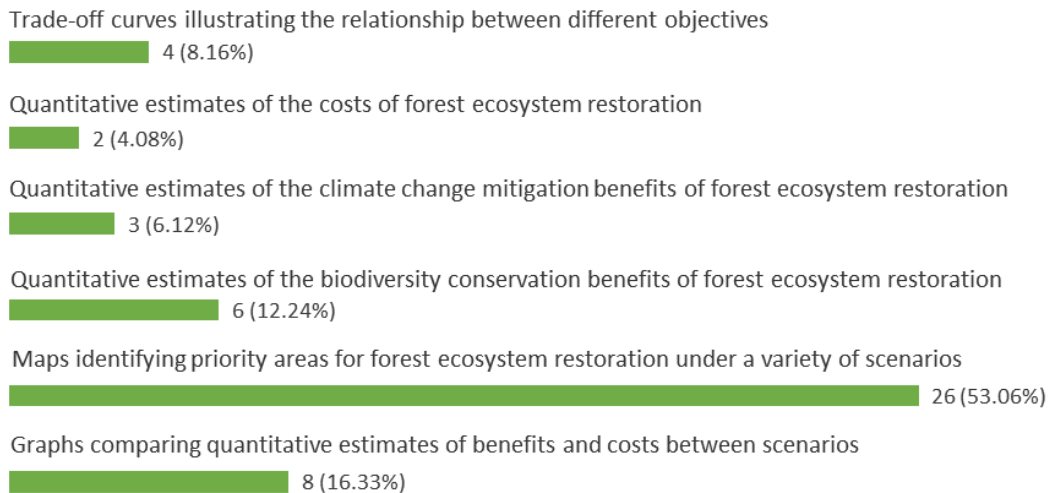 Trade-off curves illustrating the relationship between different objectives
4 (8.16%)
Quantitative estimates of the costs of forest ecosystem restoration
2 (4.08%)
Quantitative estimates of the climate change mitigation benefits of forest ecosystem restoration
3 (6.12%)
Quantitative estimates of the biodiversity conservation benefits of forest ecosystem restoration
6 (12.24%)
Maps identifying priority areas for forest ecosystem restoration under a variety of scenarios
26 (53.06%)
Graphs comparing quantitative estimates of benefits and costs between scenarios
8 (16.33%)